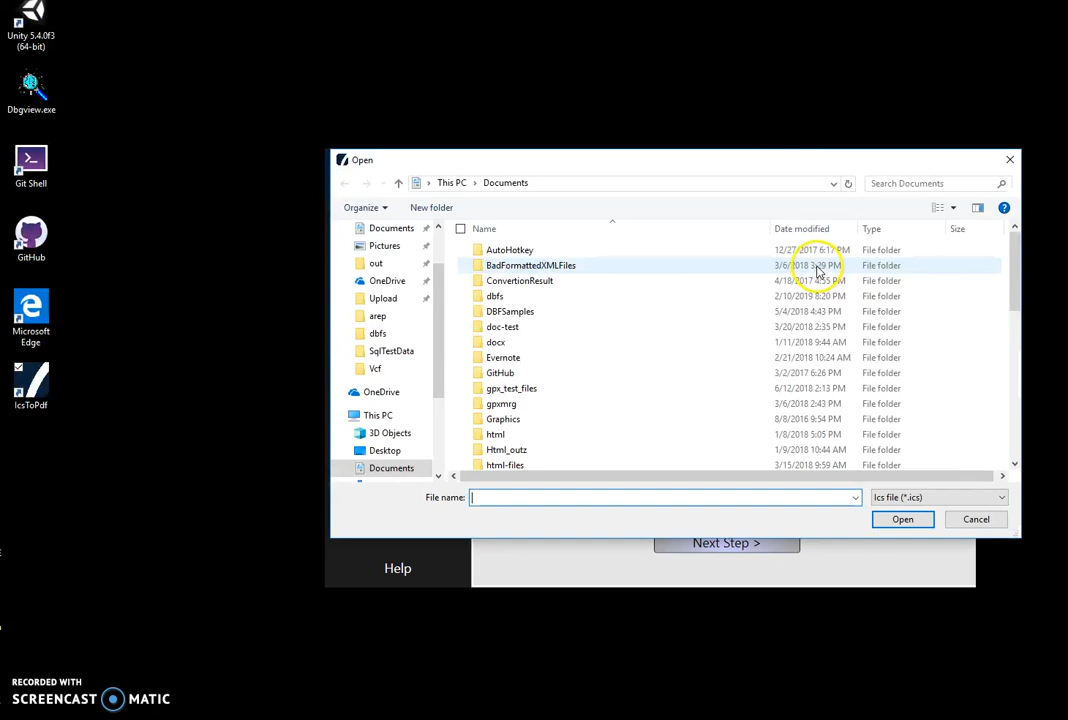 Unity 5.4.0f3
(64-bit)
Dbgview.exe
Git Shell
GitHub
Microsoft
Edge
IcsToPdf
Open
This PC > Documents
Search Documents
Organize
New folder
Documents
Pictures
out
OneDrive
Upload
arep
dbfs
SqlTestData
Vcf
OneDrive
This PC
3D Objects
Desktop
Documents
Name Date modified Type Size
AutoHotkey 12/27/2017 6:17 PM File folder
BadFormattedXMLFiles 3/6/2018 3:29 PM File folder
ConvertionResult 4/18/2017 4:55 PM File folder
dbfs 2/10/2019 8:20 PM File folder
DBFSamples 5/4/2018 4:43 PM File folder
doc-test 3/20/2018 2:35 PM File folder
docx 1/11/2018 9:44 AM File folder
Evernote 2/21/2018 10:24 AM File folder
GitHub 3/2/2017 6:26 PM File folder
gpx_test_files 6/12/2018 2:13 PM File folder
gpxmrg 3/6/2018 2:43 PM File folder
Graphics 8/8/2016 9:54 PM File folder
html 1/8/2018 5:05 PM File folder
Html_outz 1/9/2018 10:44 AM File folder
html-files 3/15/2018 9:59 AM File folder
File name:
Ics file (*.ics)
Open
Cancel
Next Step >
Help
RECORDED WITH
SCREENCAST MATIC